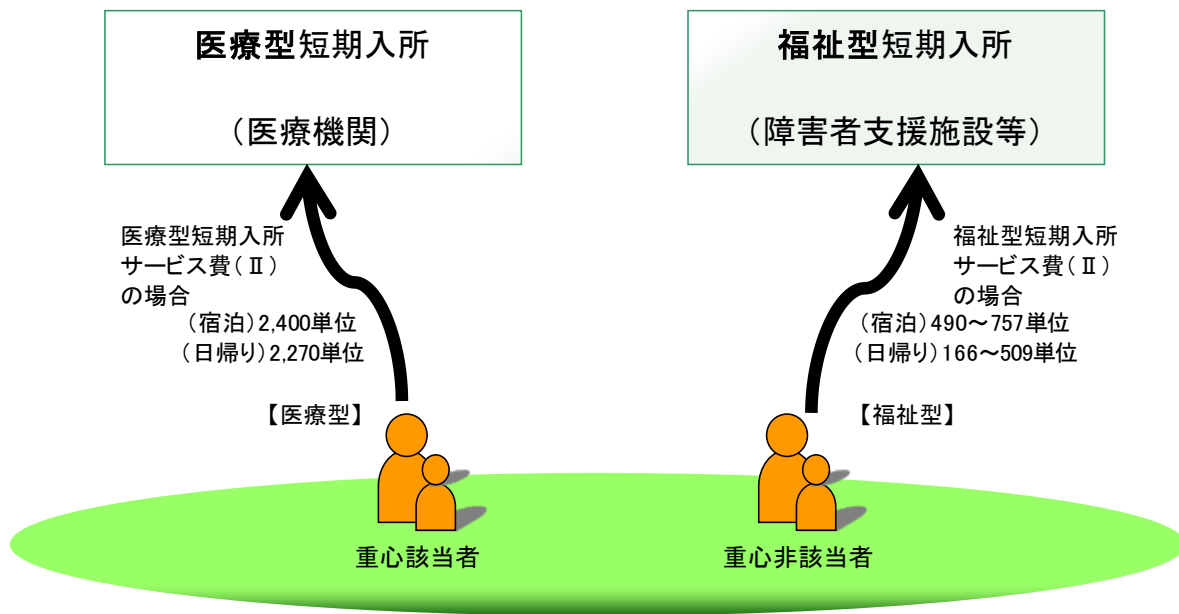 医療型短期入所
（医療機関）
福祉型短期入所
（障害者支援施設等）
医療型短期入所
サービス費（Ⅱ）
の場合
（宿泊）2,400単位
（日帰り）2,270単位
【医療型】
福祉型短期入所
サービス費（Ⅱ）
の場合
（宿泊）490～757単位
（日帰り）166～509単位
【福祉型】
重心該当者
重心非該当者